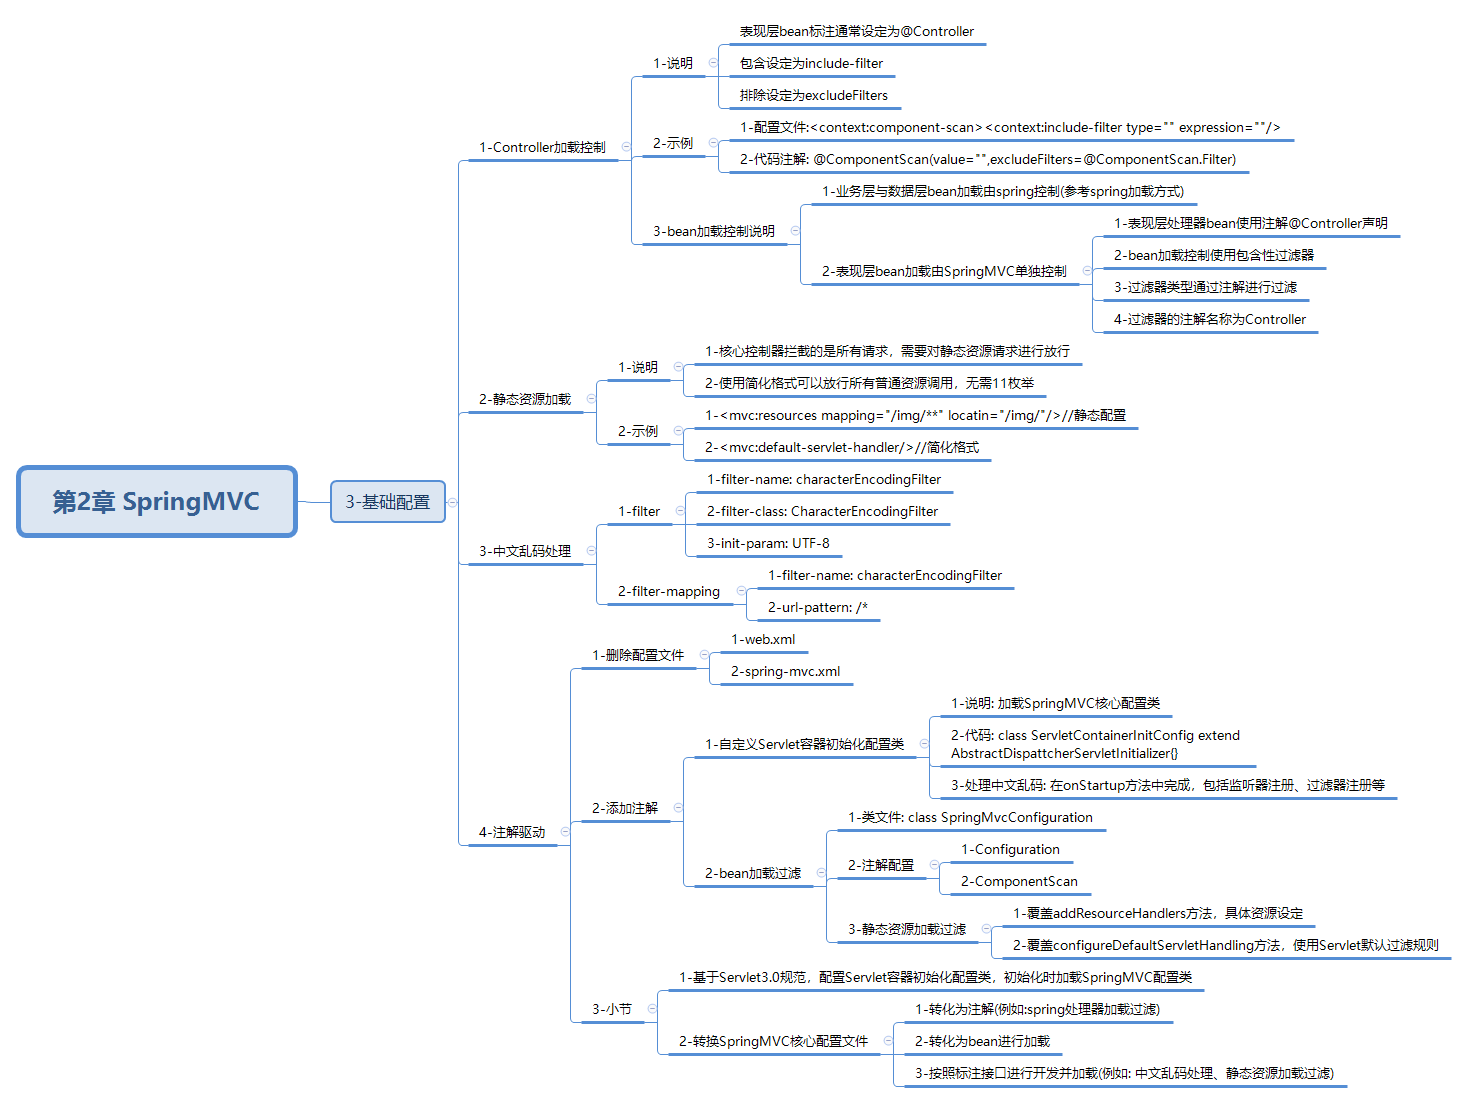 第2章 SpringMVC
3-基础配置
1-Controller加载控制
1-说明
表现层bean标注通常设定为@Controller
包含设定为include-filter
排除设定为excludeFilters
2-示例
1-配置文件:<context:component-scan><context:include-filter type="" expression=""/>
2-代码注解: @ComponentScan(value="",excludeFilters=@ComponentScan.Filter)
3-bean加载控制说明
1-业务层与数据层bean加载由spring控制(参考spring加载方式)
2-表现层bean加载由SpringMVC单独控制
1-表现层处理器bean使用注解@Controller声明
2-bean加载控制使用包含性过滤器
3-过滤器类型通过注解进行过滤
4-过滤器的注解名称为Controller
2-静态资源加载
1-说明
1-核心控制器拦截的是所有请求，需要对静态资源请求进行放行
2-使用简化格式可以放行所有普通资源调用，无需11枚举
2-示例
1-<mvc:resources mapping="/img/**" locatin="/img/"/>//静态配置
2-<mvc:default-servlet-handler/>//简化格式
3-中文乱码处理
1-filter
1-filter-name: characterEncodingFilter
2-filter-class: CharacterEncodingFilter
3-init-param: UTF-8
2-filter-mapping
1-filter-name: characterEncodingFilter
2-url-pattern: /*
4-注解驱动
1-删除配置文件
1-web.xml
2-spring-mvc.xml
2-添加注解
1-自定义Servlet容器初始化配置类
1-说明: 加载SpringMVC核心配置类
2-代码: class ServletContainerInitConfig extend
AbstractDispattcherServletInitializer{}
3-处理中文乱码: 在onStartup方法中完成，包括监听器注册、过滤器注册等
2-bean加载过滤
1-类文件: class SpringMvcConfiguration
2-注解配置
1-Configuration
2-ComponentScan
3-静态资源加载过滤
1-覆盖addResourceHandlers方法，具体资源设定
2-覆盖configureDefaultServletHandling方法，使用Servlet默认过滤规则
3-小节
1-基于Servlet3.0规范，配置Servlet容器初始化配置类，初始化时加载SpringMVC配置类
2-转换SpringMVC核心配置文件
1-转化为注解(例如:spring处理器加载过滤)
2-转化为bean进行加载
3-按照标注接口进行开发并加载(例如: 中文乱码处理、静态资源加载过滤)